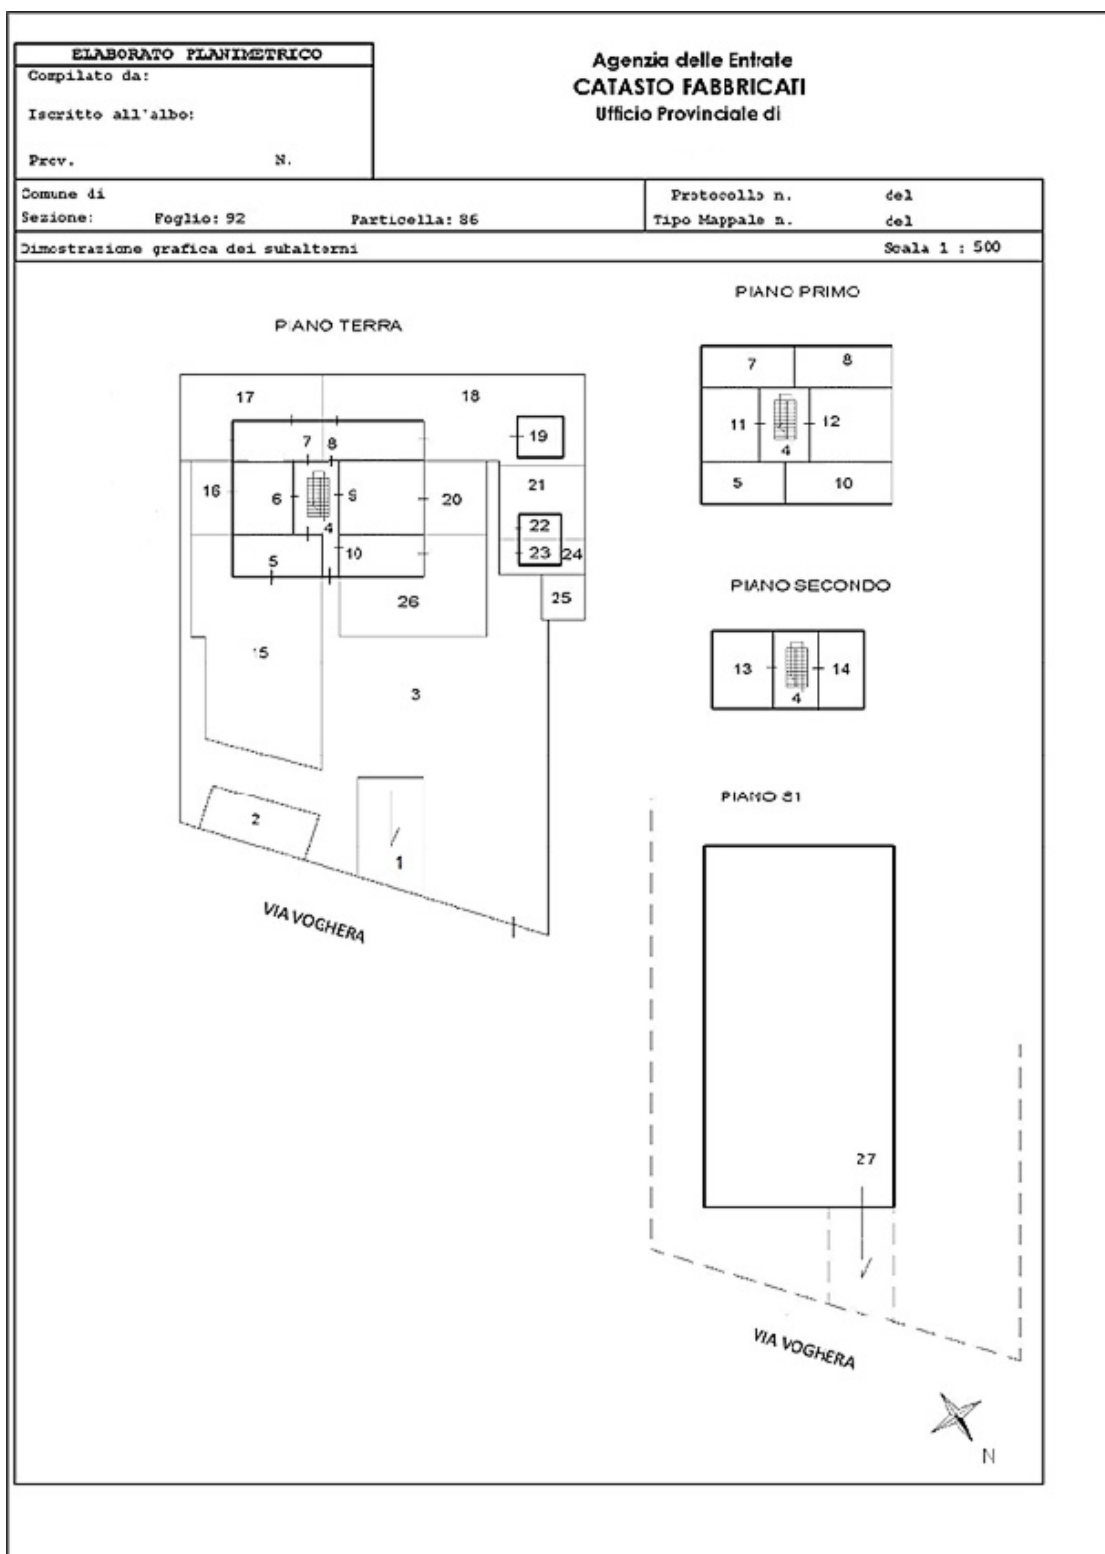 ELABORATO PLANIMETRICO
Compilato da:
Iscritto all'albo:
Prov. N.
Agenzia delle Entrate
CATASTO FABBRICATI
Ufficio Provinciale di
Comune di
Sezione: Foglio: 92 Particella: 86
Protocollo n. del
Tipo Mappale n. del
Dimostrazione grafica dei subalterni Scala 1 : 500
PIANO TERRA
17 18
19
7 8
16 6 9 20 21
4 22
5 10 23 24
26 25
15
3
2
1
VIA VOGHERA
PIANO PRIMO
7 8
11 12
4
5 10
PIANO SECONDO
13 14
4
PIANO S1
27
VIA VOGHERA
N